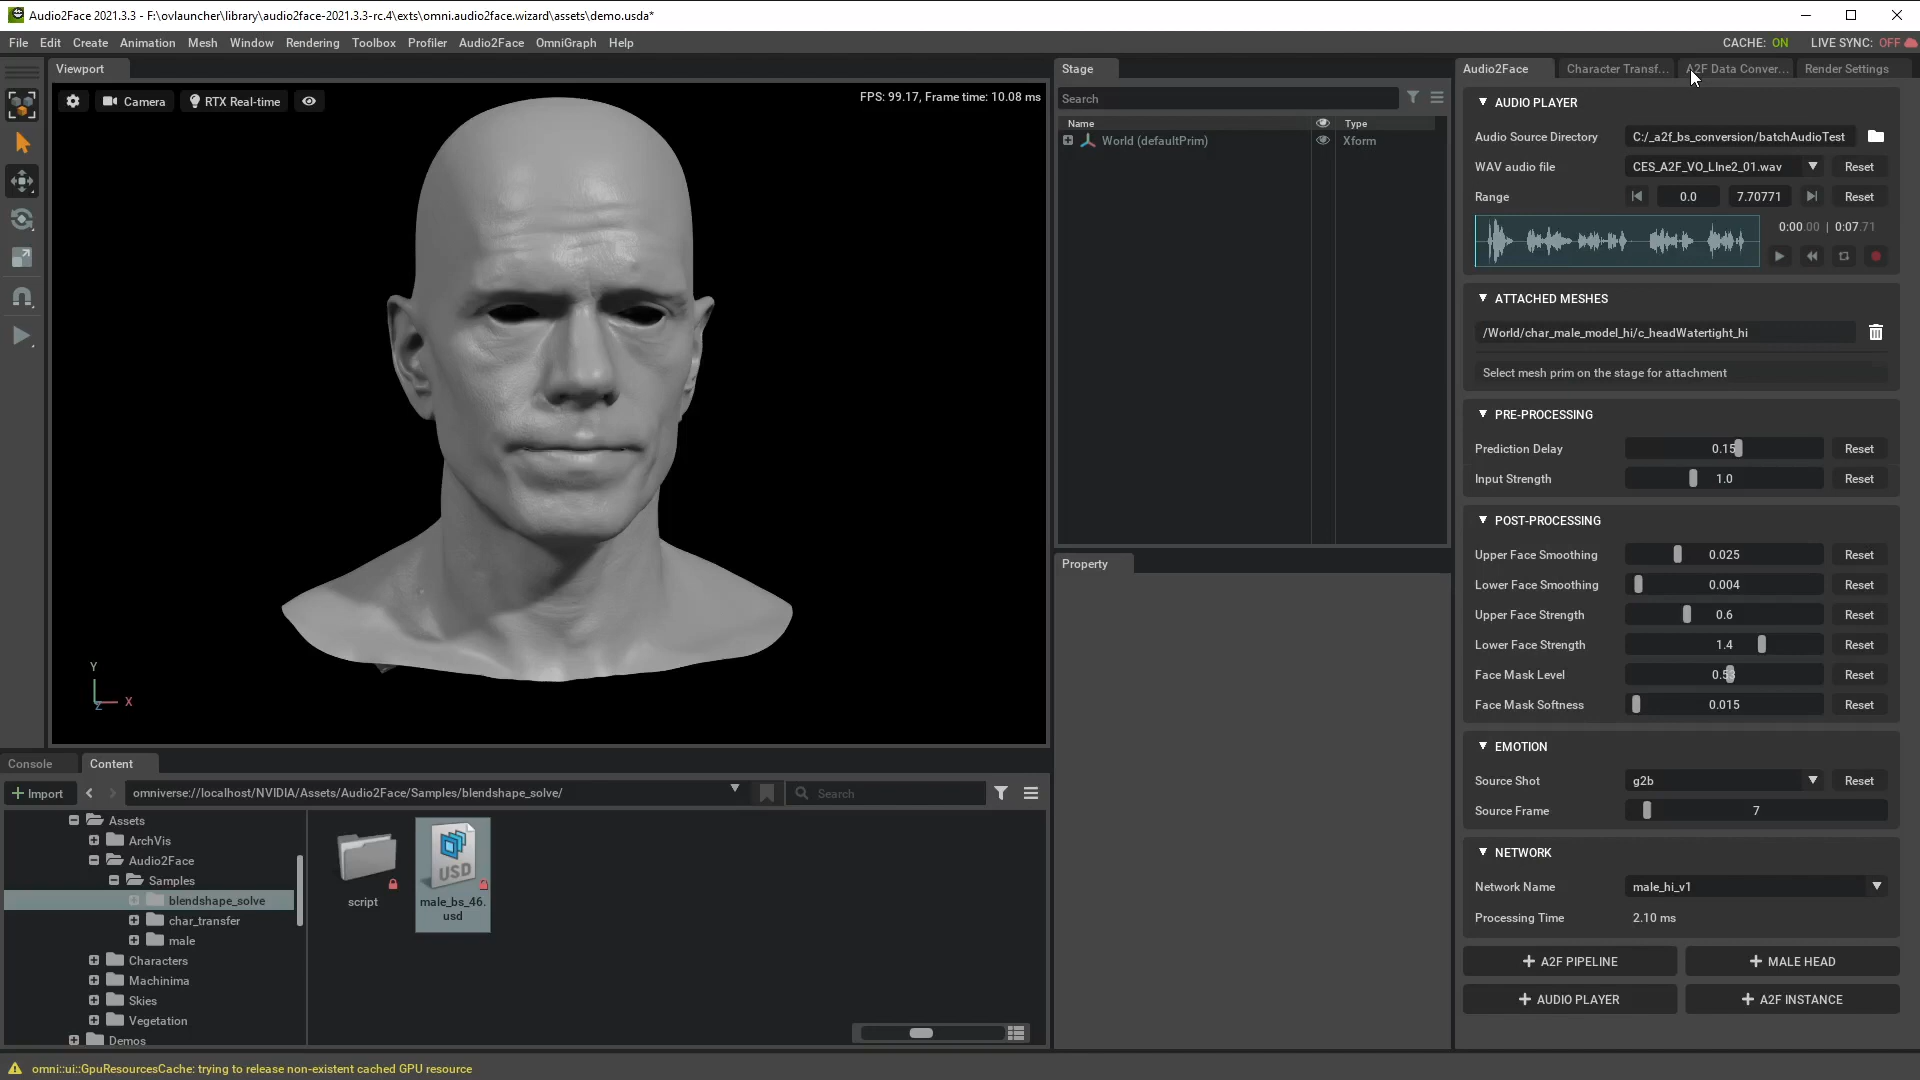 Audio2Face 2021.3.3 - F:\ovlauncher\library\audio2face-2021.3.3-rc.4\exts\omni.audio2face.wizard\assets\demo.usda*
File Edit Create Animation Mesh Window Rendering Toolbox Profiler Audio2Face OmniGraph Help
CACHE: ON LIVE SYNC: OFF
Viewport
Camera
RTX Real-time
FPS: 99.17, Frame time: 10.08 ms
Y
X
Z
Stage
Search
Name Type
World (defaultPrim) Xform
Property
Audio2Face Character Transf... A2F Data Conver... Render Settings
AUDIO PLAYER
Audio Source Directory C:/_a2f_bs_conversion/batchAudioTest
WAV audio file CES_A2F_VO_LIne2_01.wav Reset
Range 0.0 7.70771 Reset
0:00.00 | 0:07.71
ATTACHED MESHES
/World/char_male_model_hi/c_headWatertight_hi
Select mesh prim on the stage for attachment
PRE-PROCESSING
Prediction Delay 0.15 Reset
Input Strength 1.0 Reset
POST-PROCESSING
Upper Face Smoothing 0.025 Reset
Lower Face Smoothing 0.004 Reset
Upper Face Strength 0.6 Reset
Lower Face Strength 1.4 Reset
Face Mask Level 0.53 Reset
Face Mask Softness 0.015 Reset
EMOTION
Source Shot g2b Reset
Source Frame 7
NETWORK
Network Name male_hi_v1
Processing Time 2.10 ms
A2F PIPELINE
MALE HEAD
AUDIO PLAYER
A2F INSTANCE
Console Content
Import
omniverse://localhost/NVIDIA/Assets/Audio2Face/Samples/blendshape_solve/
Search
Assets
ArchVis
Audio2Face
Samples
blendshape_solve
char_transfer
male
Characters
Machinima
Skies
Vegetation
Demos
script
USD
male_bs_46.
usd
omni::ui::GpuResourcesCache: trying to release non-existent cached GPU resource